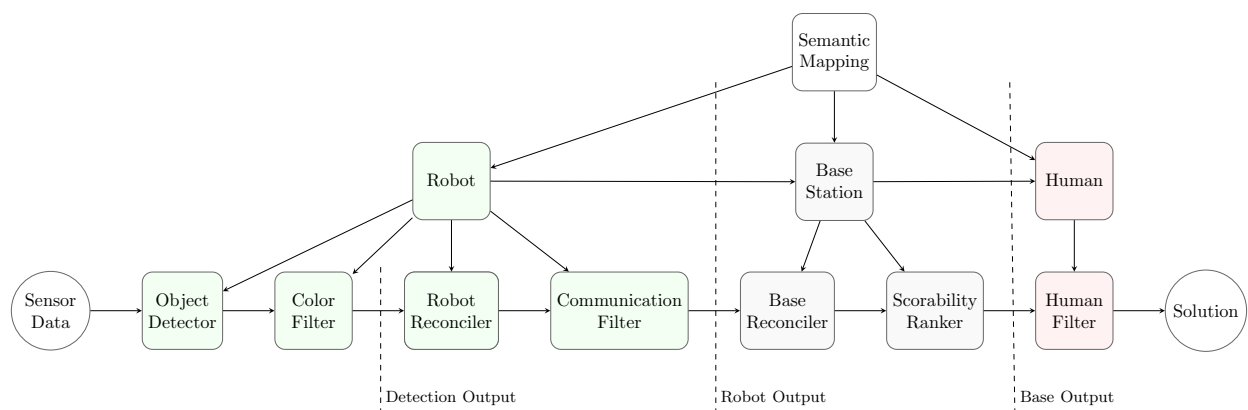 Semantic
Mapping
Robot
Base
Station
Human
Sensor
Data
Object
Detector
Color
Filter
Robot
Reconciler
Communication
Filter
Base
Reconciler
Scorability
Ranker
Human
Filter
Solution
Detection Output
Robot Output
Base Output